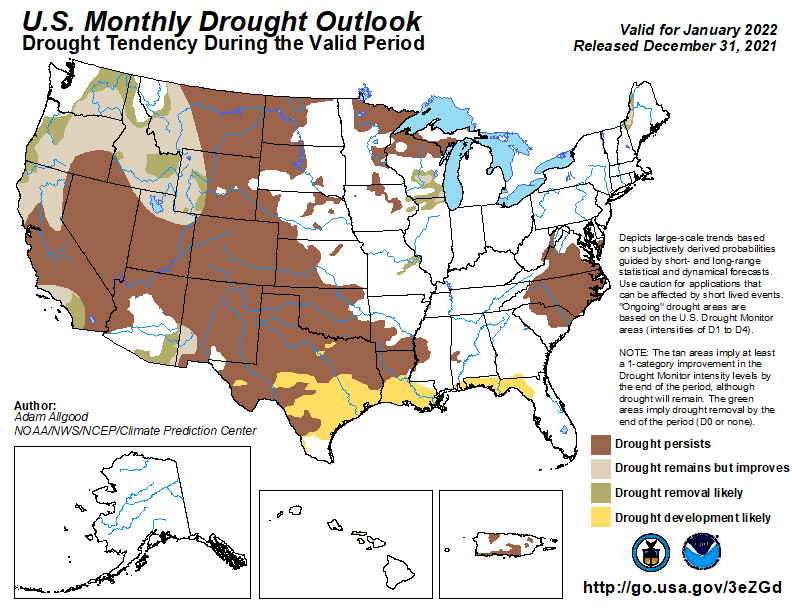 U.S. Monthly Drought Outlook
Drought Tendency During the Valid Period
Valid for January 2022
Released December 31, 2021
Depicts large-scale trends based
on subjectively derived probabilities
guided by short- and long-range
statistical and dynamical forecasts.
Use caution for applications that
can be affected by short lived events.
"Ongoing" drought areas are
based on the U.S. Drought Monitor
areas (intensities of D1 to D4).
NOTE: The tan areas imply at least
a 1-category improvement in the
Drought Monitor intensity levels by
the end of the period, although
drought will remain. The green
areas imply drought removal by the
end of the period (D0 or none).
Author:
Adam Allgood
NOAA/NWS/NCEP/Climate Prediction Center
Drought persists
Drought remains but improves
Drought removal likely
Drought development likely
http://go.usa.gov/3eZGd